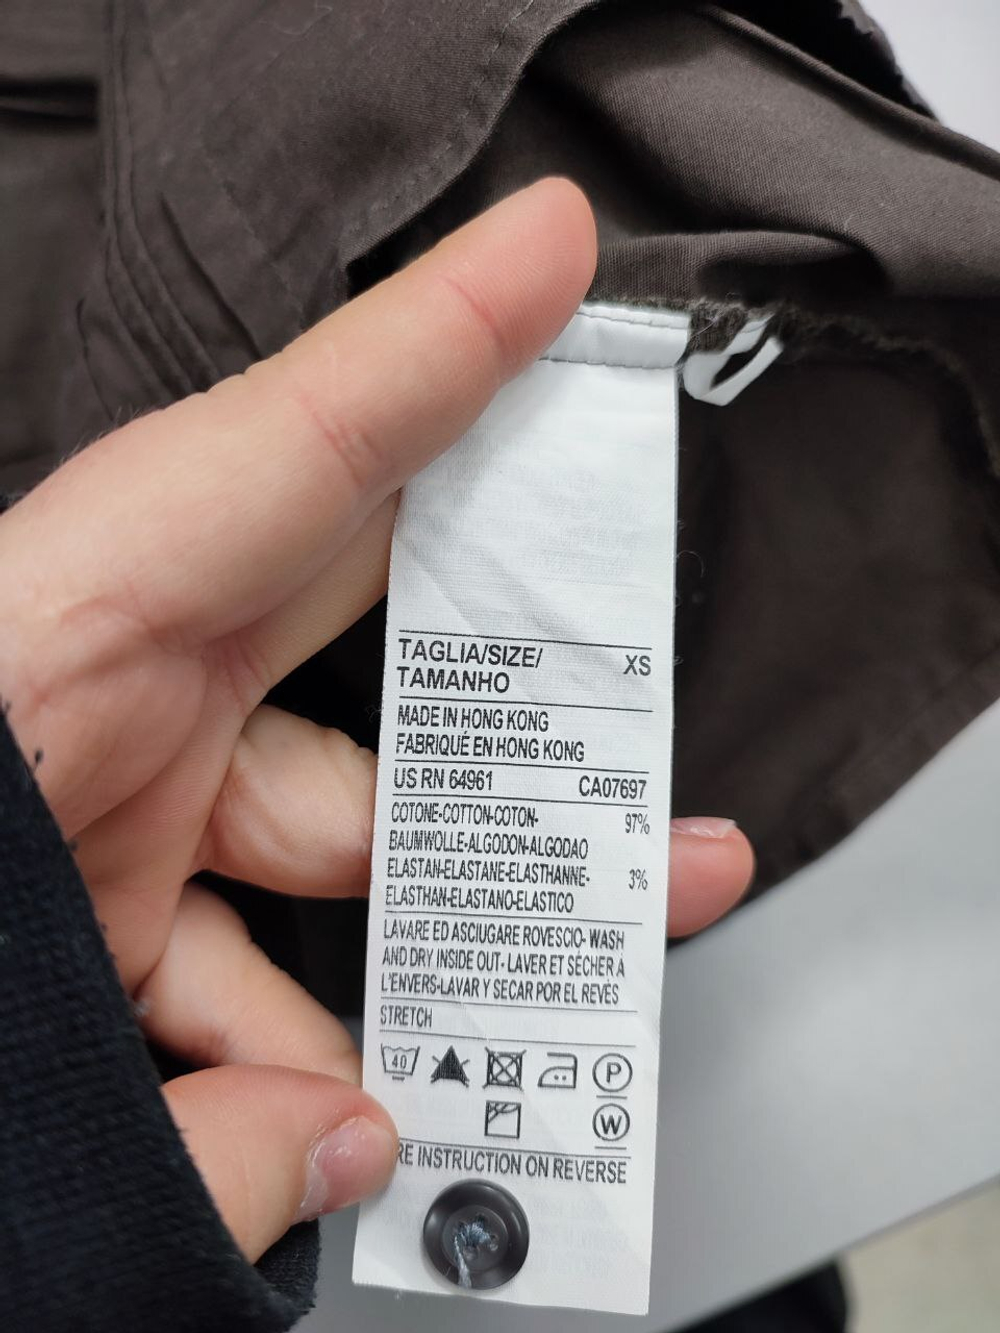 TAGLIA/SIZE/ XS
TAMANHO
MADE IN HONG KONG
FABRIQUÉ EN HONG KONG
US RN 64961 CA07697
COTONE-COTTON-COTON- 97%
BAUMWOLLE-ALGODON-ALGODAO
ELASTAN-ELASTANE-ELASTHANNE- 3%
ELASTHAN-ELASTANO-ELASTICO
LAVARE ED ASCIUGARE ROVESCIO- WASH
AND DRY INSIDE OUT- LAVER ET SÉCHER À
L'ENVERS-LAVAR Y SECAR POR EL REVÉS
STRETCH
40 P
W
RE INSTRUCTION ON REVERSE